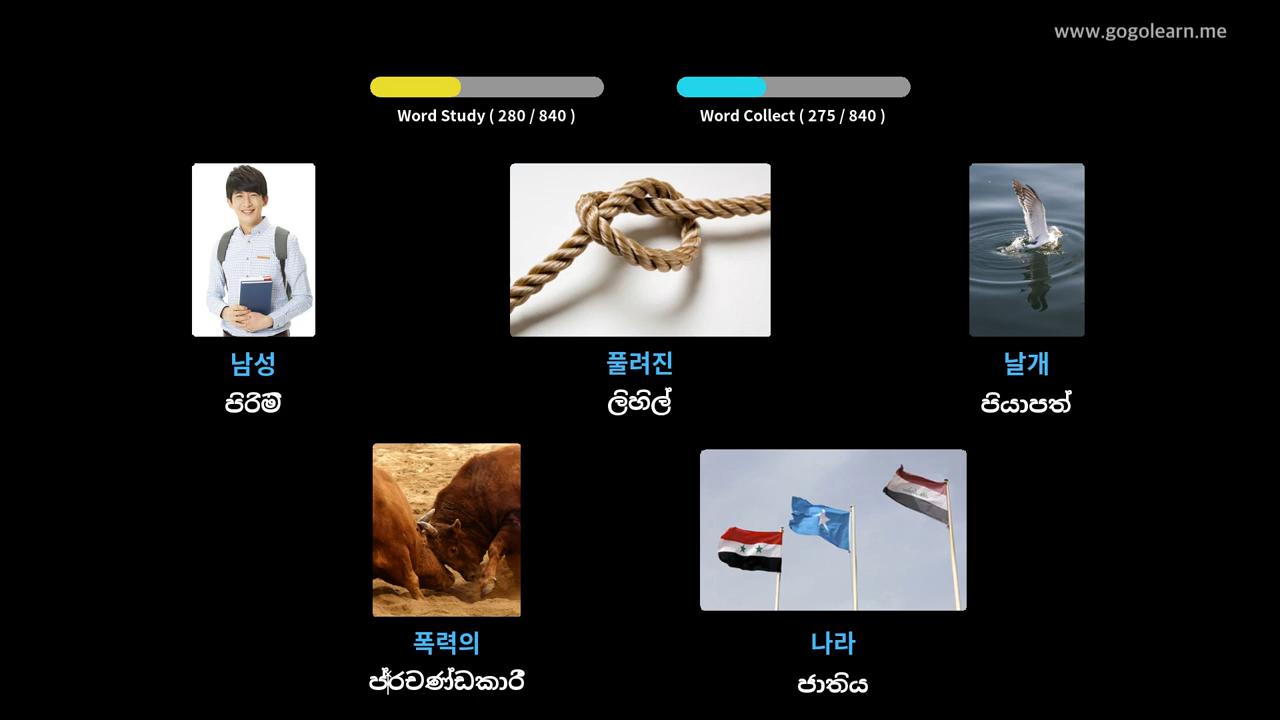 www.gogolearn.me
Word Study ( 280 / 840 )
Word Collect ( 275 / 840 )
남성
පිරිමි
풀려진
ලිහිල්
날개
පියාපත්
폭력의
ප්‍රචණ්ඩකාරී
나라
ජාතිය